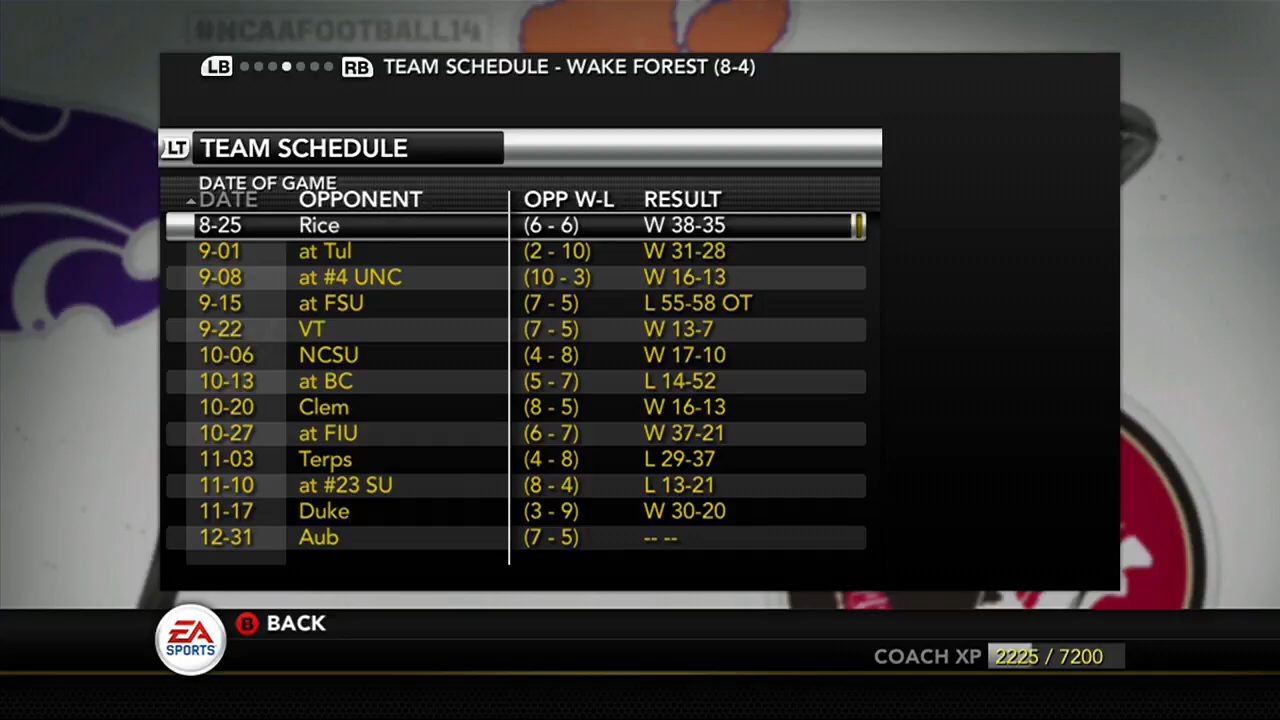 #NCAAFOOTBALL14
LB RB TEAM SCHEDULE - WAKE FOREST (8-4)
LT TEAM SCHEDULE
DATE OF GAME
DATE OPPONENT OPP W-L RESULT
8-25 Rice (6 - 6) W 38-35
9-01 at Tul (2 - 10) W 31-28
9-08 at #4 UNC (10 - 3) W 16-13
9-15 at FSU (7 - 5) L 55-58 OT
9-22 VT (7 - 5) W 13-7
10-06 NCSU (4 - 8) W 17-10
10-13 at BC (5 - 7) L 14-52
10-20 Clem (8 - 5) W 16-13
10-27 at FIU (6 - 7) W 37-21
11-03 Terps (4 - 8) L 29-37
11-10 at #23 SU (8 - 4) L 13-21
11-17 Duke (3 - 9) W 30-20
12-31 Aub (7 - 5) -- --
EA SPORTS B BACK
COACH XP 2225 / 7200